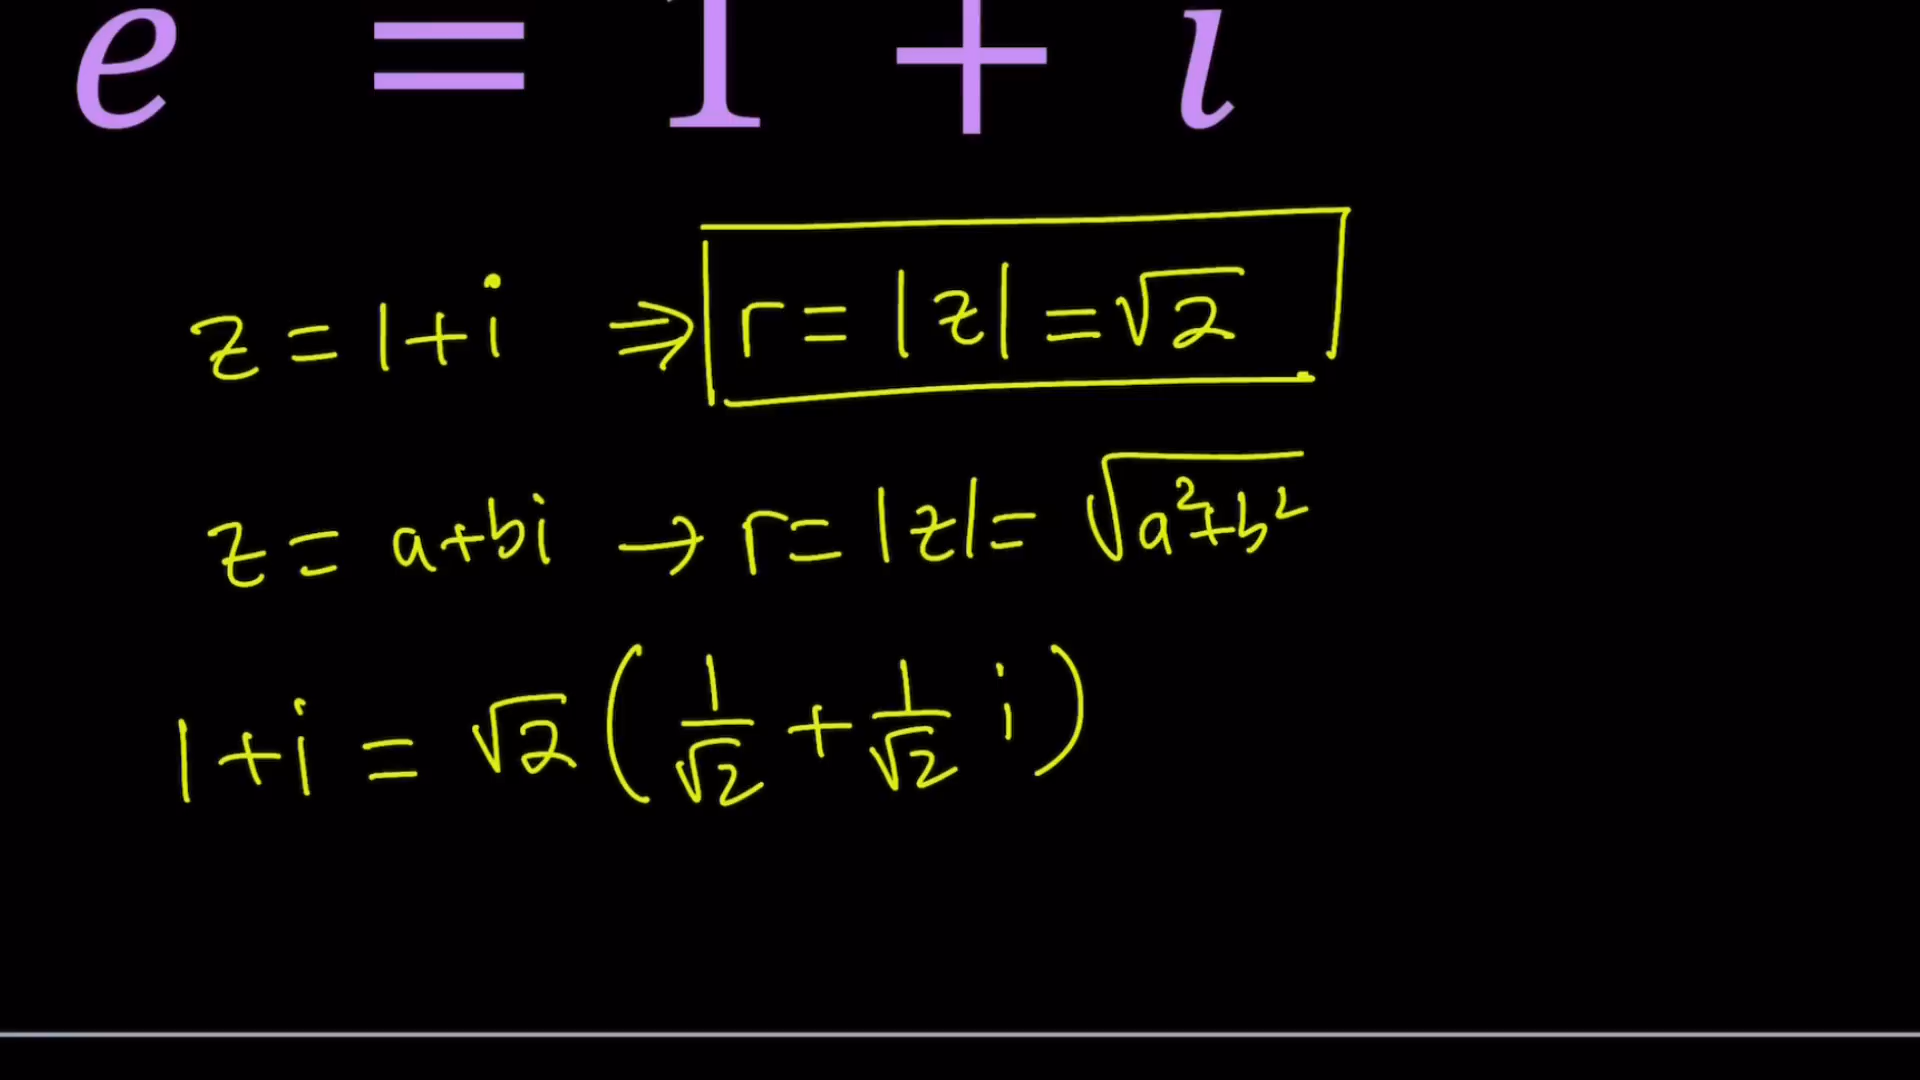 e = 1 + i
z = 1+i ⇒ r = |z| = √2
z = a+bi → r = |z| = √(a²+b²)
1+i = √2 (1/√2 + 1/√2 i)